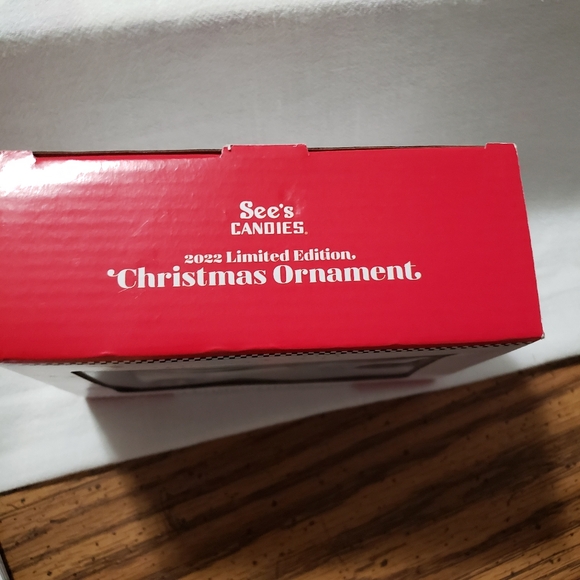 See's
CANDIES.
2022 Limited Edition
Christmas Ornament